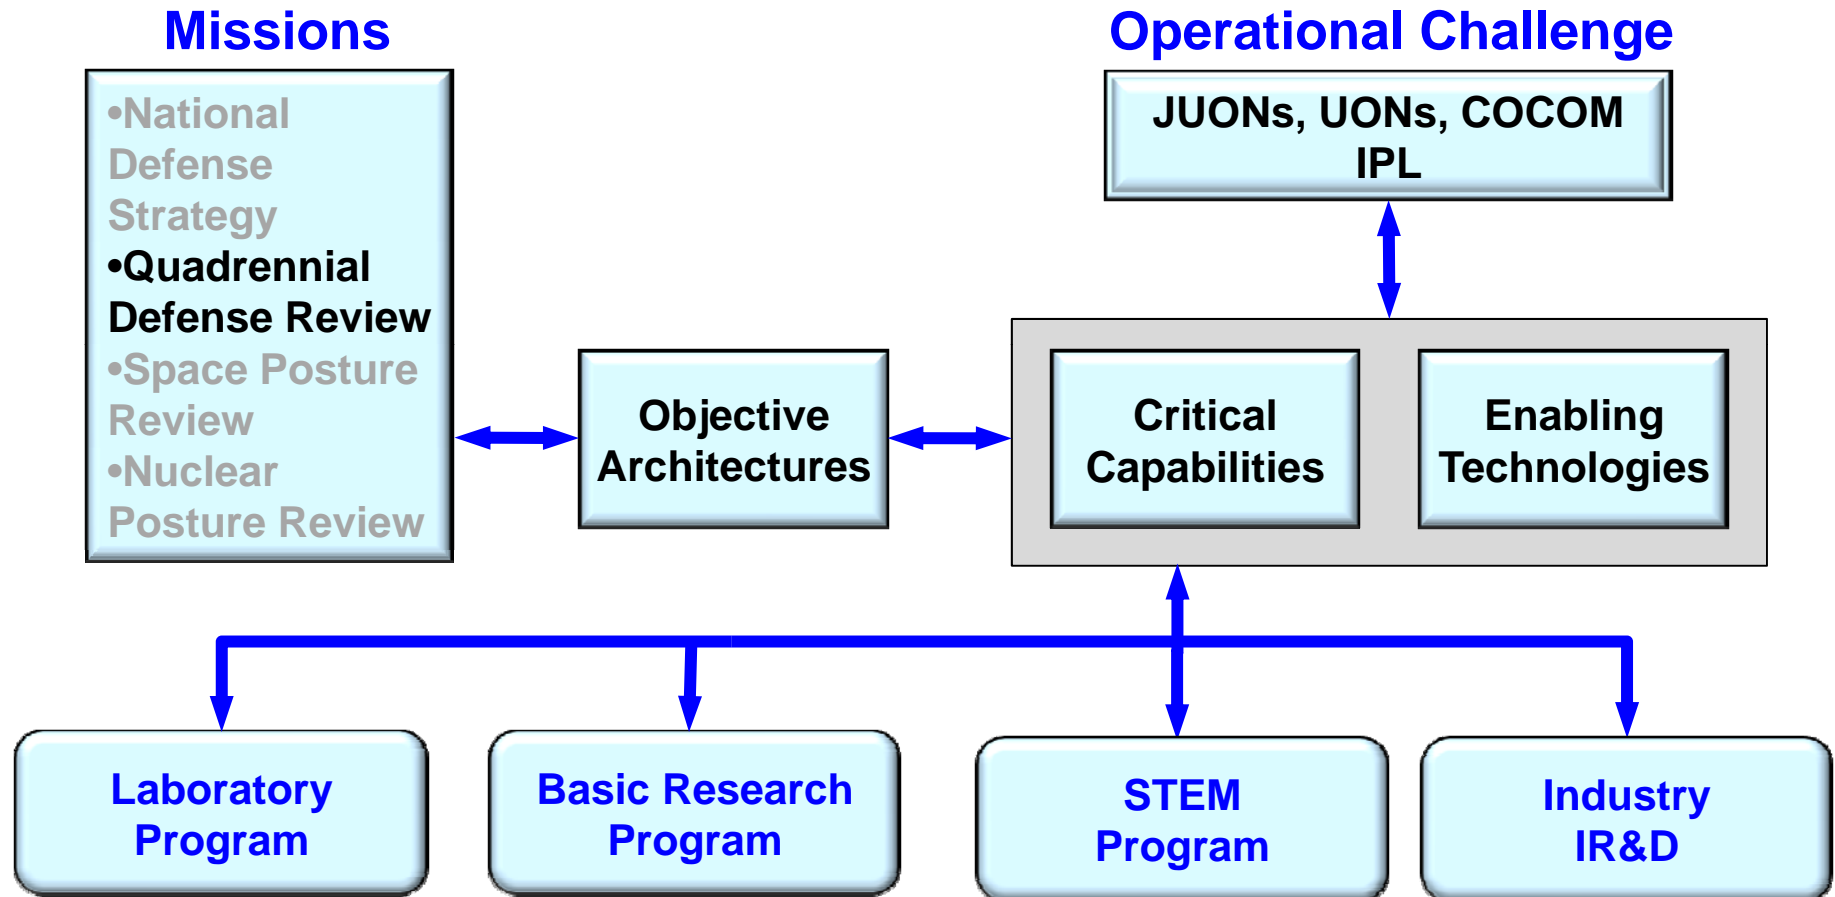 Missions
•National
Defense
Strategy
•Quadrennial
Defense Review
•Space Posture
Review
•Nuclear
Posture Review
Operational Challenge
JUONs, UONs, COCOM
IPL
Objective
Architectures
Critical
Capabilities
Enabling
Technologies
Laboratory
Program
Basic Research
Program
STEM
Program
Industry
IR&D